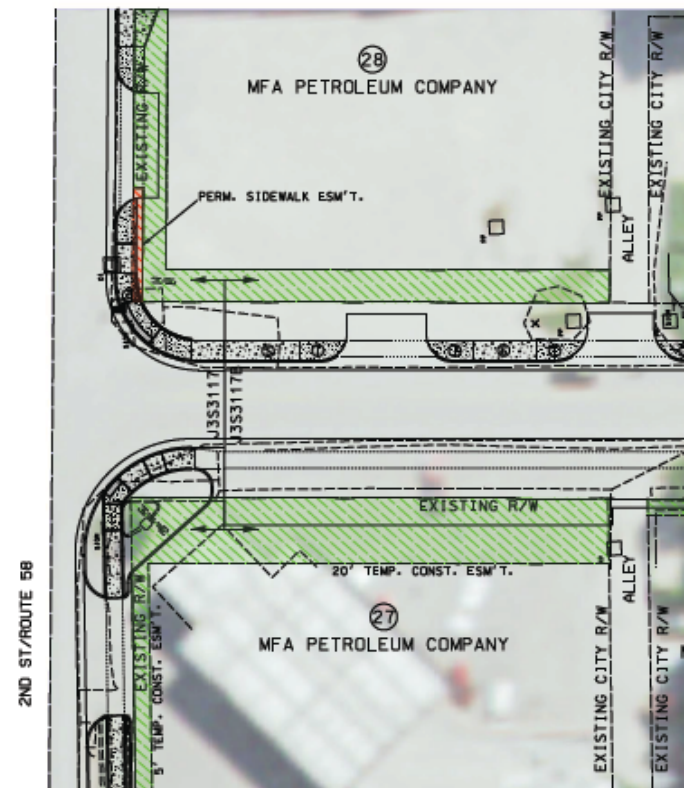 28
MFA PETROLEUM COMPANY
EXISTING R/W
EXISTING CITY R/W
EXISTING CITY R/W
PERM. SIDEWALK ESM'T.
ALLEY
J3S3117
J3S3117B
EXISTING R/W
20' TEMP. CONST. ESM'T.
27
MFA PETROLEUM COMPANY
ALLEY
2ND ST/ROUTE 58
EXISTING R/W
5' TEMP. CONST. ESM'T.
EXISTING CITY R/W
EXISTING CITY R/W